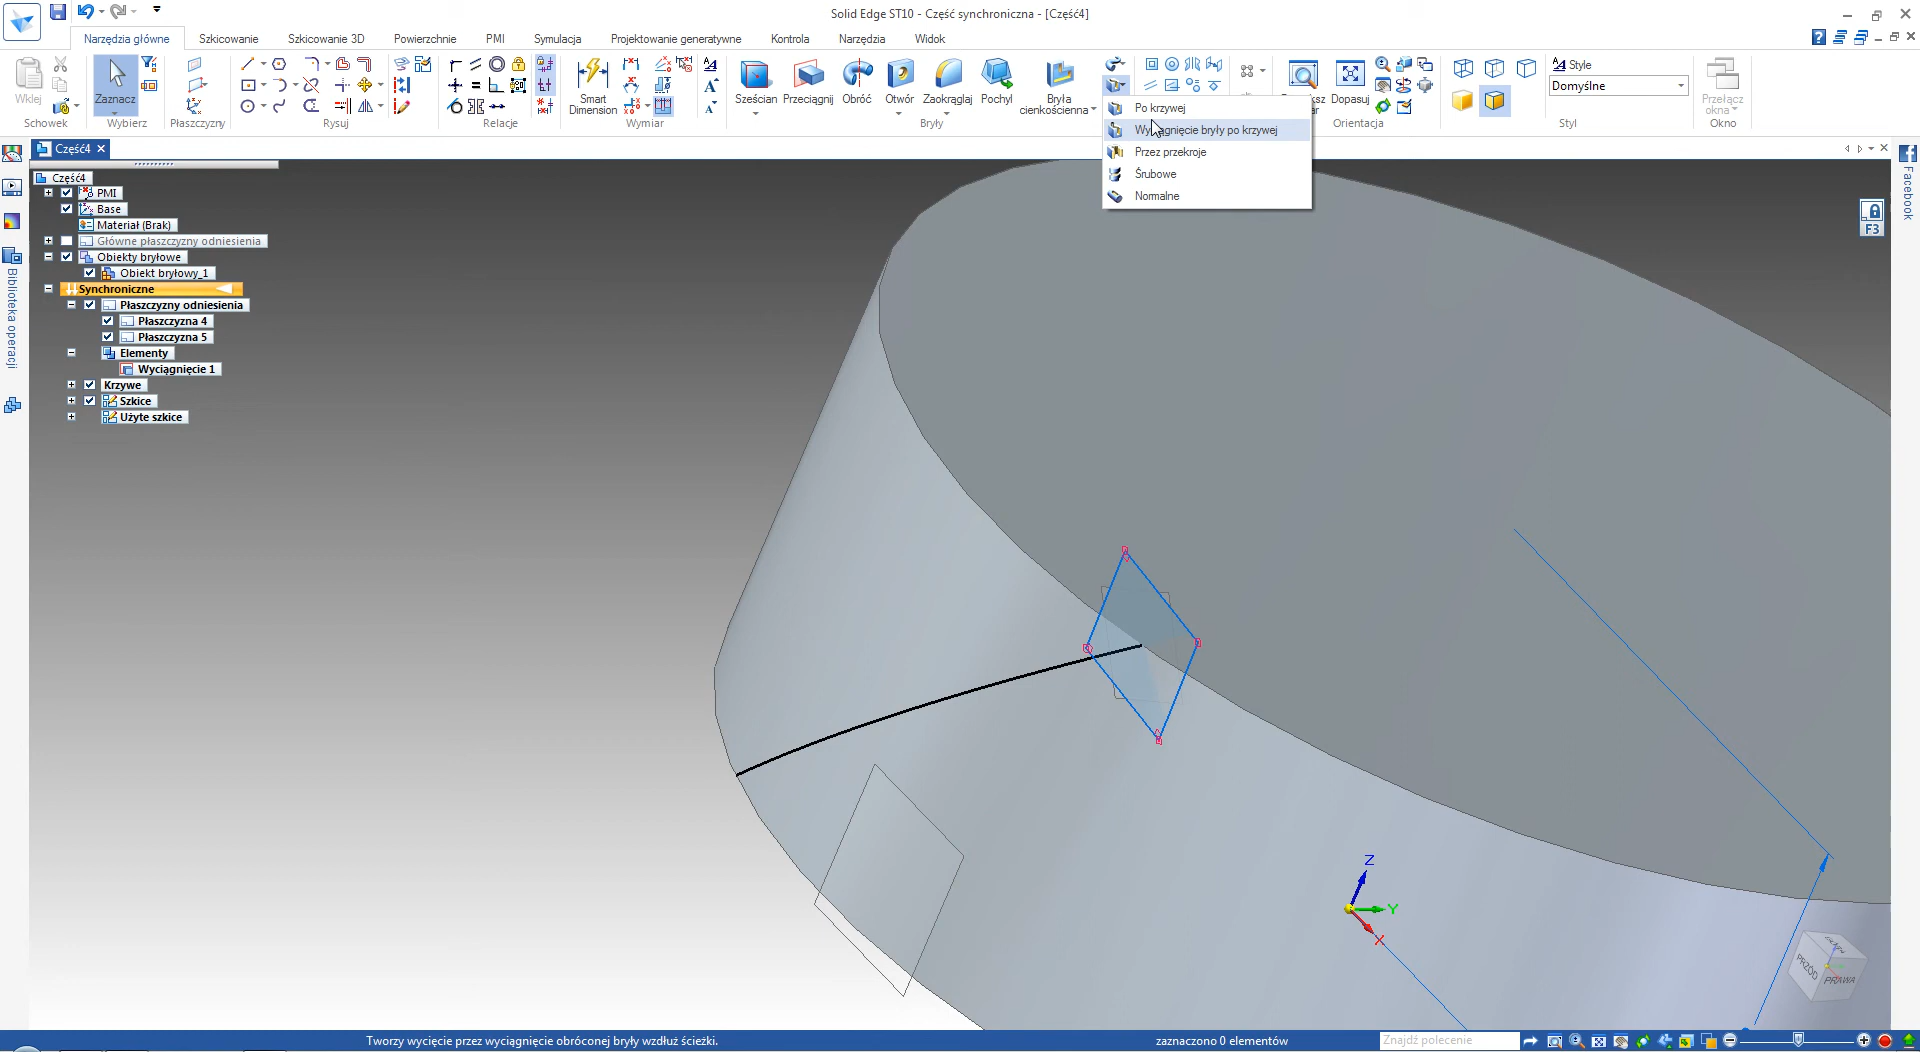 Solid Edge ST10 - Część synchroniczna - [Część4]
Narzędzia główne
Szkicowanie
Szkicowanie 3D
Powierzchnie
PMI
Symulacja
Projektowanie generatywne
Kontrola
Narzędzia
Widok
Wklej
Schowek
Zaznacz
Wybierz
Płaszczyzny
Rysuj
Relacje
Smart
Dimension
Wymiar
Sześcian
Przeciągnij
Obróć
Otwór
Zaokrąglaj
Pochyl
Bryła
cienkościenna
Bryły
Dopasuj
Orientacja
Style
Domyślne
Styl
Przełącz
okna
Okno
Po krzywej
Wyciągnięcie bryły po krzywej
Przez przekroje
Śrubowe
Normalne
Część4
Część4
PMI
Base
Materiał (Brak)
Główne płaszczyzny odniesienia
Obiekty bryłowe
Obiekt bryłowy_1
Synchroniczne
Płaszczyzny odniesienia
Płaszczyzna 4
Płaszczyzna 5
Elementy
Wyciągnięcie 1
Krzywe
Szkice
Użyte szkice
Biblioteka operacji
Facebook
F3
Z
Y
X
PRZÓD
PRAWA
Tworzy wycięcie przez wyciągnięcie obróconej bryły wzdłuż ścieżki.
zaznaczono 0 elementów
Znajdź polecenie